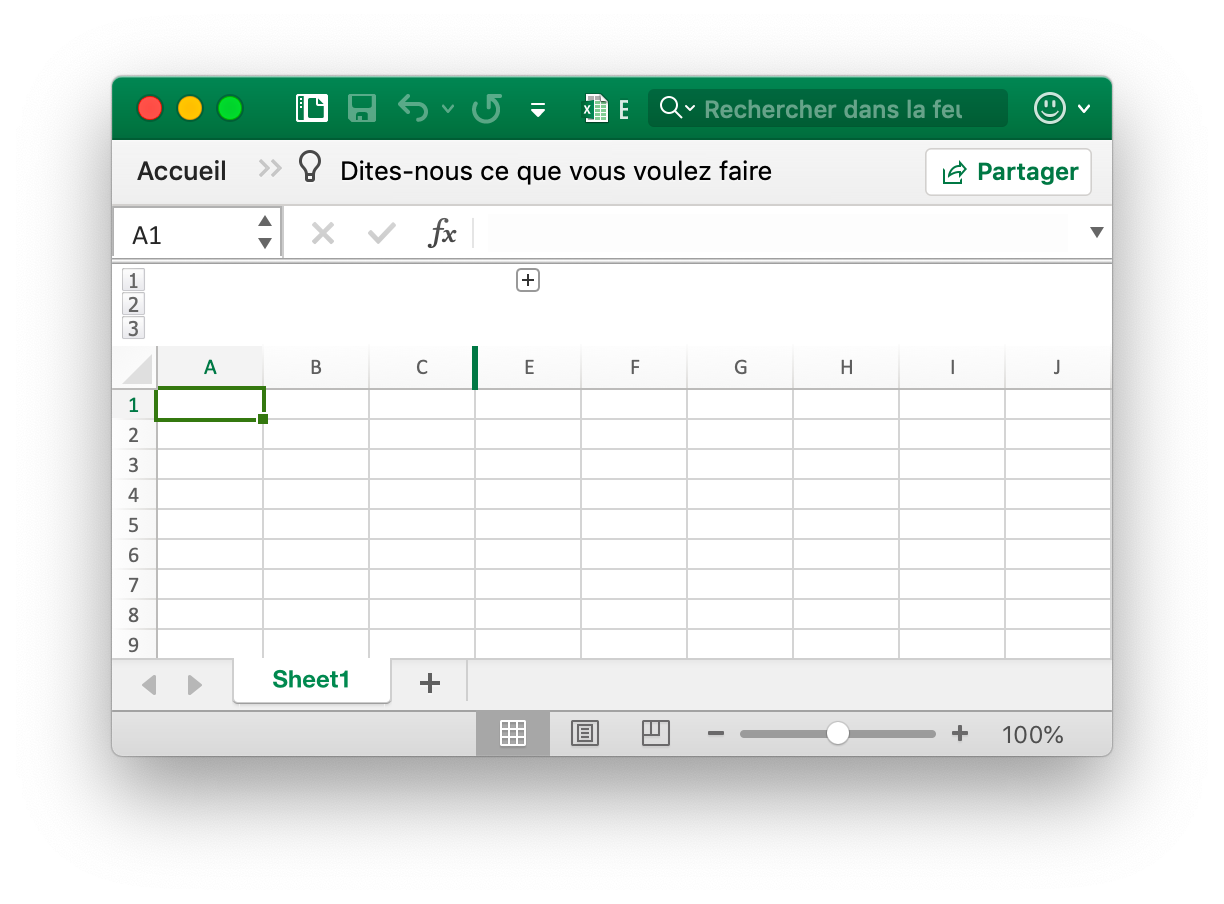 E Rechercher dans la feu
Accueil Dites-nous ce que vous voulez faire Partager
A1 fx
1
2
3
A B C E F G H I J
1
2
3
4
5
6
7
8
9
Sheet1
100%